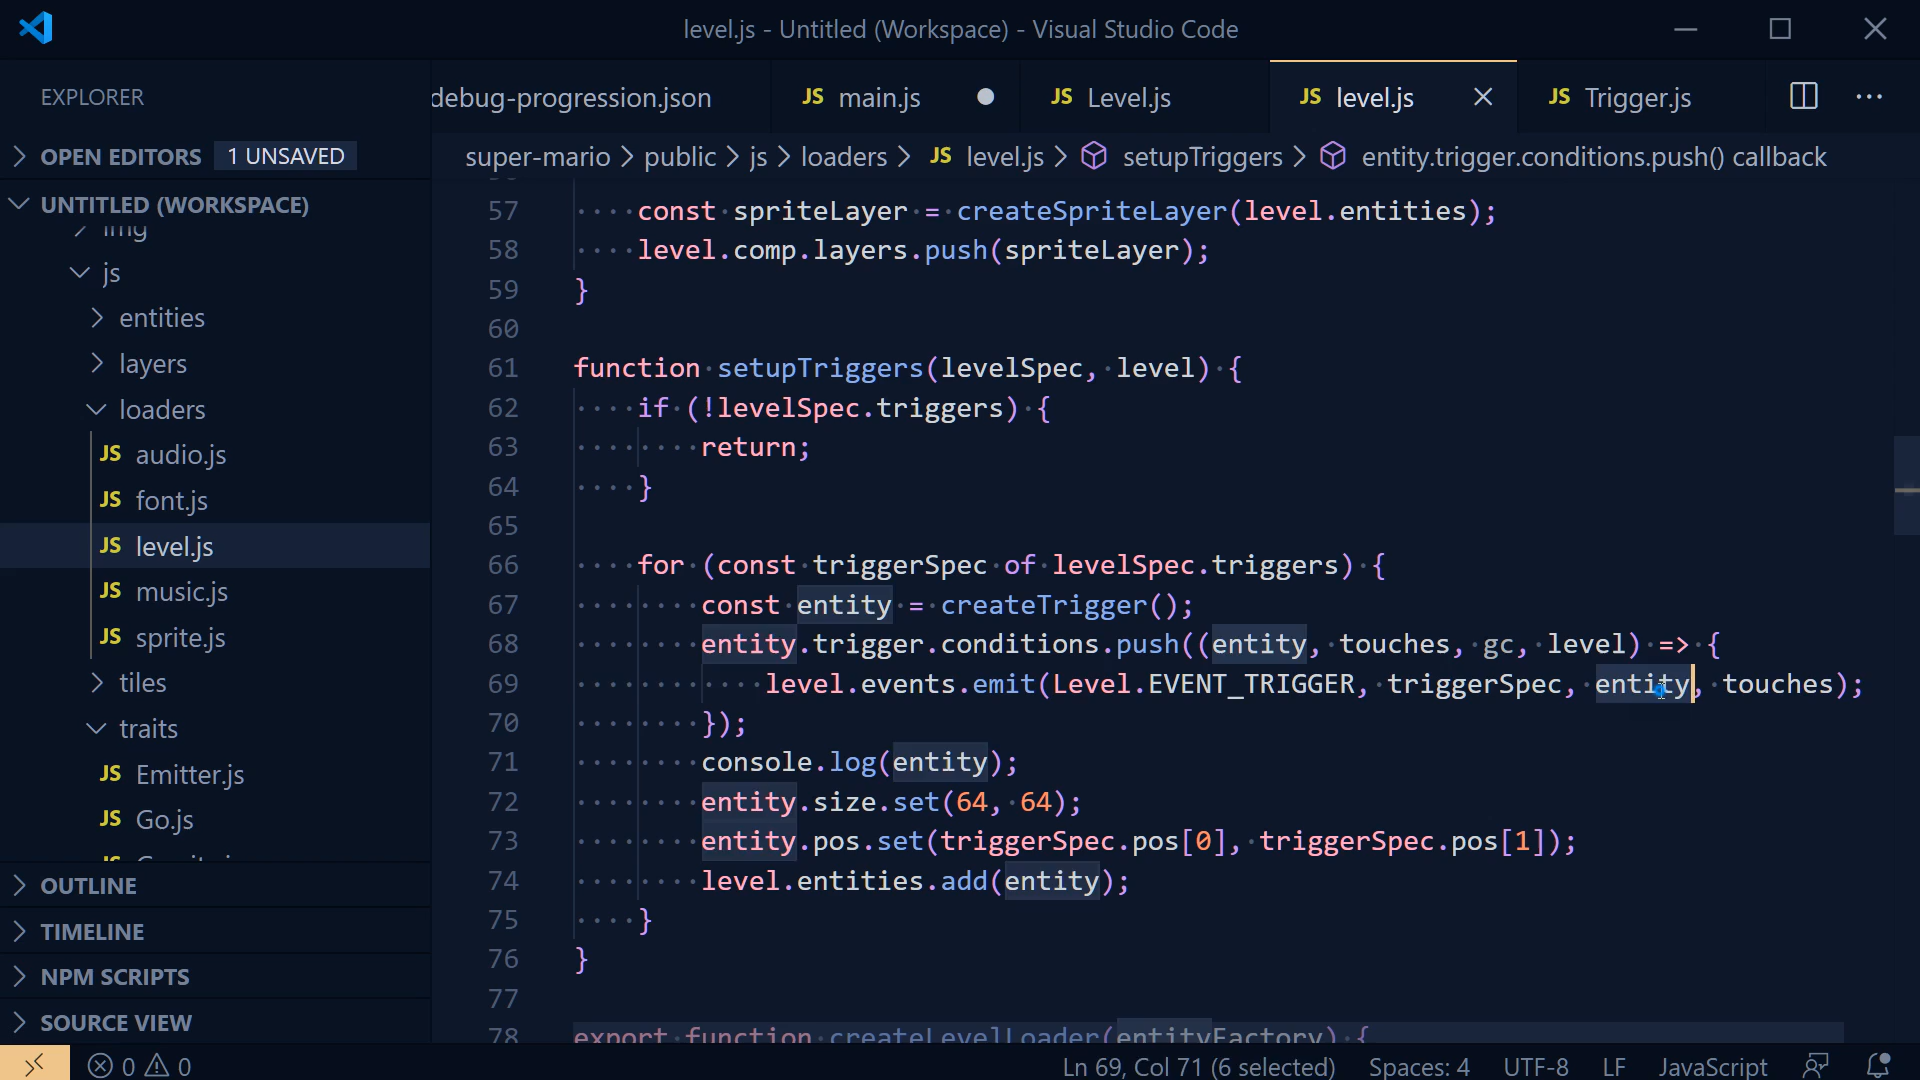 level.js - Untitled (Workspace) - Visual Studio Code
EXPLORER
debug-progression.json
JS main.js
JS Level.js
JS level.js
JS Trigger.js
OPEN EDITORS 1 UNSAVED
super-mario > public > js > loaders > JS level.js > setupTriggers > entity.trigger.conditions.push() callback
UNTITLED (WORKSPACE)
img
js
entities
layers
loaders
JS audio.js
JS font.js
JS level.js
JS music.js
JS sprite.js
tiles
traits
JS Emitter.js
JS Go.js
OUTLINE
TIMELINE
NPM SCRIPTS
SOURCE VIEW
57 const spriteLayer = createSpriteLayer(level.entities);
58 level.comp.layers.push(spriteLayer);
59 }
60
61 function setupTriggers(levelSpec, level) {
62 if (!levelSpec.triggers) {
63 return;
64 }
65
66 for (const triggerSpec of levelSpec.triggers) {
67 const entity = createTrigger();
68 entity.trigger.conditions.push((entity, touches, gc, level) => {
69 level.events.emit(Level.EVENT_TRIGGER, triggerSpec, entity, touches);
70 });
71 console.log(entity);
72 entity.size.set(64, 64);
73 entity.pos.set(triggerSpec.pos[0], triggerSpec.pos[1]);
74 level.entities.add(entity);
75 }
76 }
77
78 export function createLevelLoader(entityFactory) {
0 0
Ln 69, Col 71 (6 selected) Spaces: 4 UTF-8 LF JavaScript